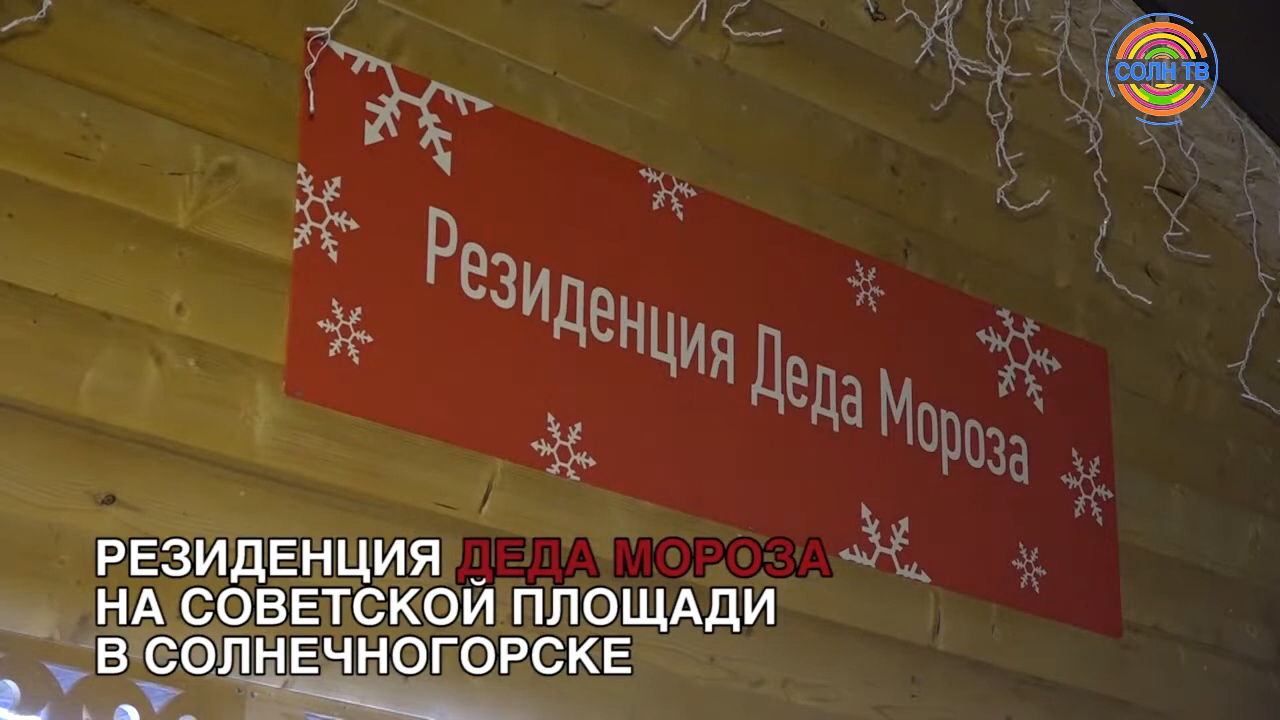 СОЛН ТВ
Резиденция Деда Мороза
РЕЗИДЕНЦИЯ ДЕДА МОРОЗА
НА СОВЕТСКОЙ ПЛОЩАДИ
В СОЛНЕЧНОГОРСКЕ